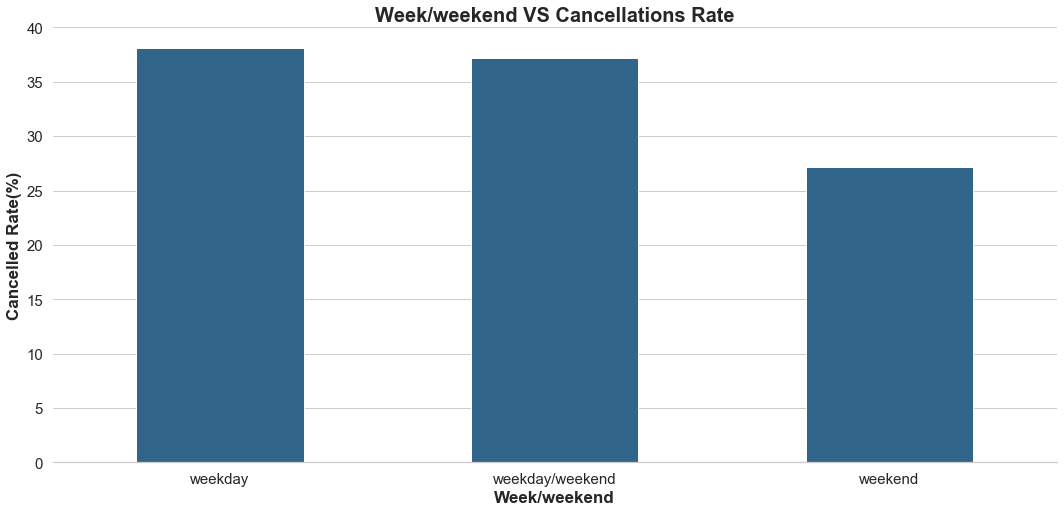 Week/weekend VS Cancellations Rate
Cancelled Rate(%)
40
35
30
25
20
15
10
5
0
weekday weekday/weekend weekend
Week/weekend